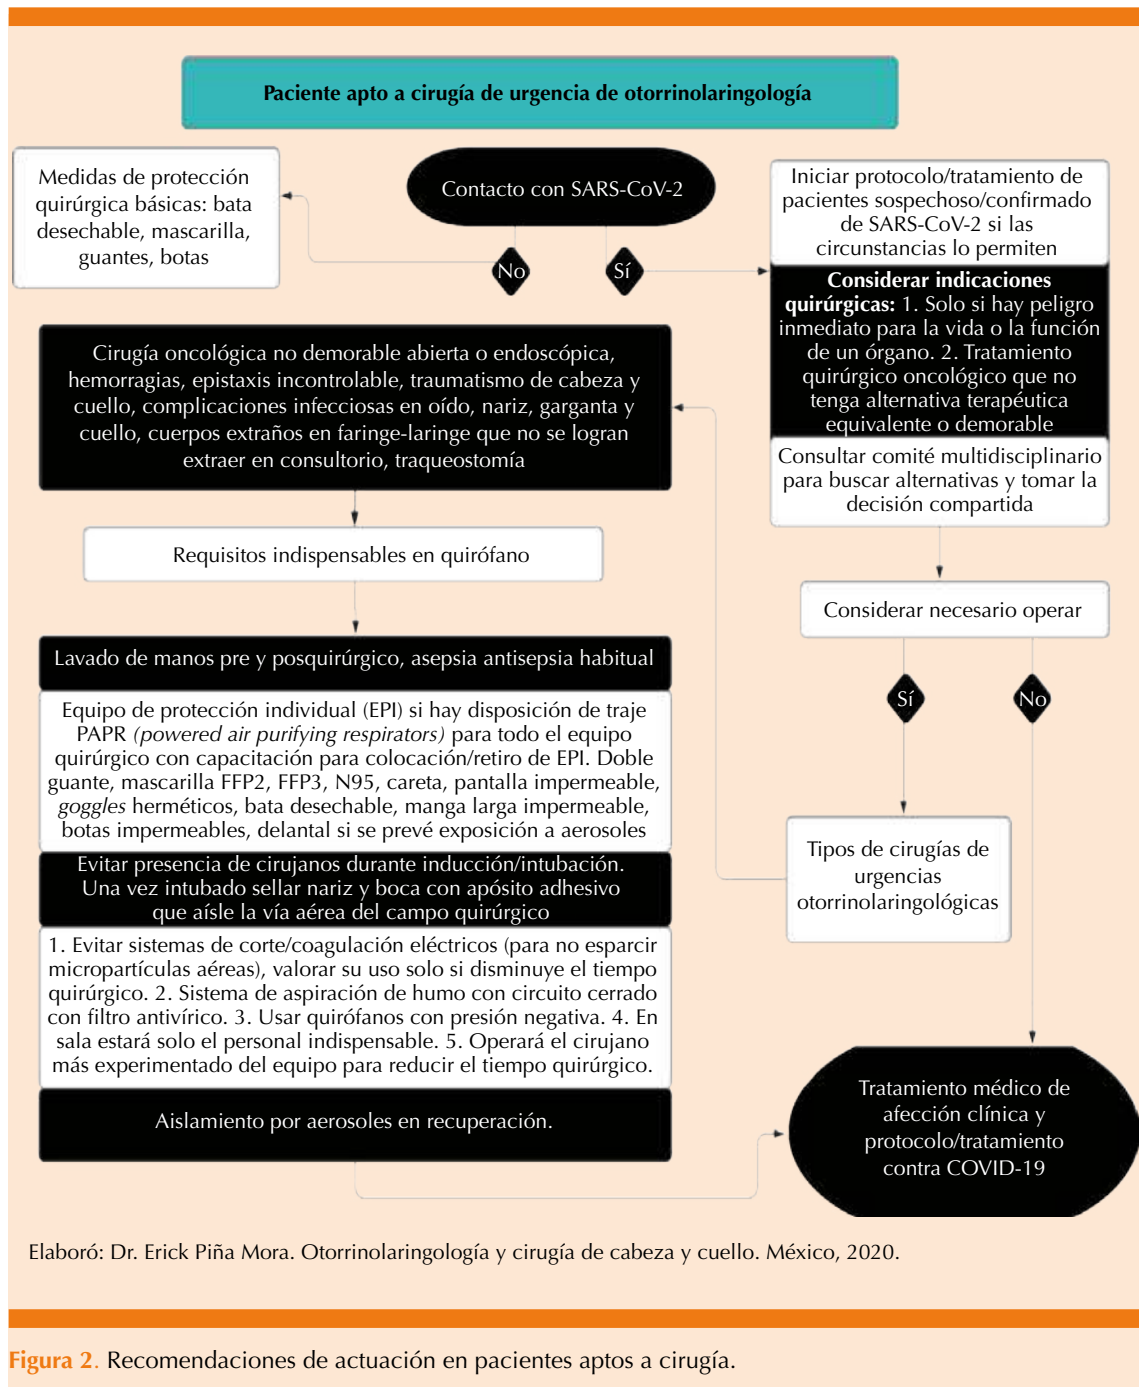 Paciente apto a cirugía de urgencia de otorrinolaringología
Medidas de protección
quirúrgica básicas: bata
desechable, mascarilla,
guantes, botas
Contacto con SARS-CoV-2
No
Sí
Iniciar protocolo/tratamiento de
pacientes sospechoso/confirmado
de SARS-CoV-2 si las
circunstancias lo permiten
Considerar indicaciones
quirúrgicas: 1. Solo si hay peligro
inmediato para la vida o la función
de un órgano. 2. Tratamiento
quirúrgico oncológico que no
tenga alternativa terapéutica
equivalente o demorable
Consultar comité multidisciplinario
para buscar alternativas y tomar la
decisión compartida
Considerar necesario operar
Sí
No
Tipos de cirugías de
urgencias
otorrinolaringológicas
Cirugía oncológica no demorable abierta o endoscópica,
hemorragias, epistaxis incontrolable, traumatismo de cabeza y
cuello, complicaciones infecciosas en oído, nariz, garganta y
cuello, cuerpos extraños en faringe-laringe que no se logran
extraer en consultorio, traqueostomía
Requisitos indispensables en quirófano
Lavado de manos pre y posquirúrgico, asepsia antisepsia habitual
Equipo de protección individual (EPI) si hay disposición de traje
PAPR (powered air purifying respirators) para todo el equipo
quirúrgico con capacitación para colocación/retiro de EPI. Doble
guante, mascarilla FFP2, FFP3, N95, careta, pantalla impermeable,
goggles herméticos, bata desechable, manga larga impermeable,
botas impermeables, delantal si se prevé exposición a aerosoles
Evitar presencia de cirujanos durante inducción/intubación.
Una vez intubado sellar nariz y boca con apósito adhesivo
que aísle la vía aérea del campo quirúrgico
1. Evitar sistemas de corte/coagulación eléctricos (para no esparcir
micropartículas aéreas), valorar su uso solo si disminuye el tiempo
quirúrgico. 2. Sistema de aspiración de humo con circuito cerrado
con filtro antivírico. 3. Usar quirófanos con presión negativa. 4. En
sala estará solo el personal indispensable. 5. Operará el cirujano
más experimentado del equipo para reducir el tiempo quirúrgico.
Aislamiento por aerosoles en recuperación.
Tratamiento médico de
afección clínica y
protocolo/tratamiento
contra COVID-19
Elaboró: Dr. Erick Piña Mora. Otorrinolaringología y cirugía de cabeza y cuello. México, 2020.
Figura 2. Recomendaciones de actuación en pacientes aptos a cirugía.